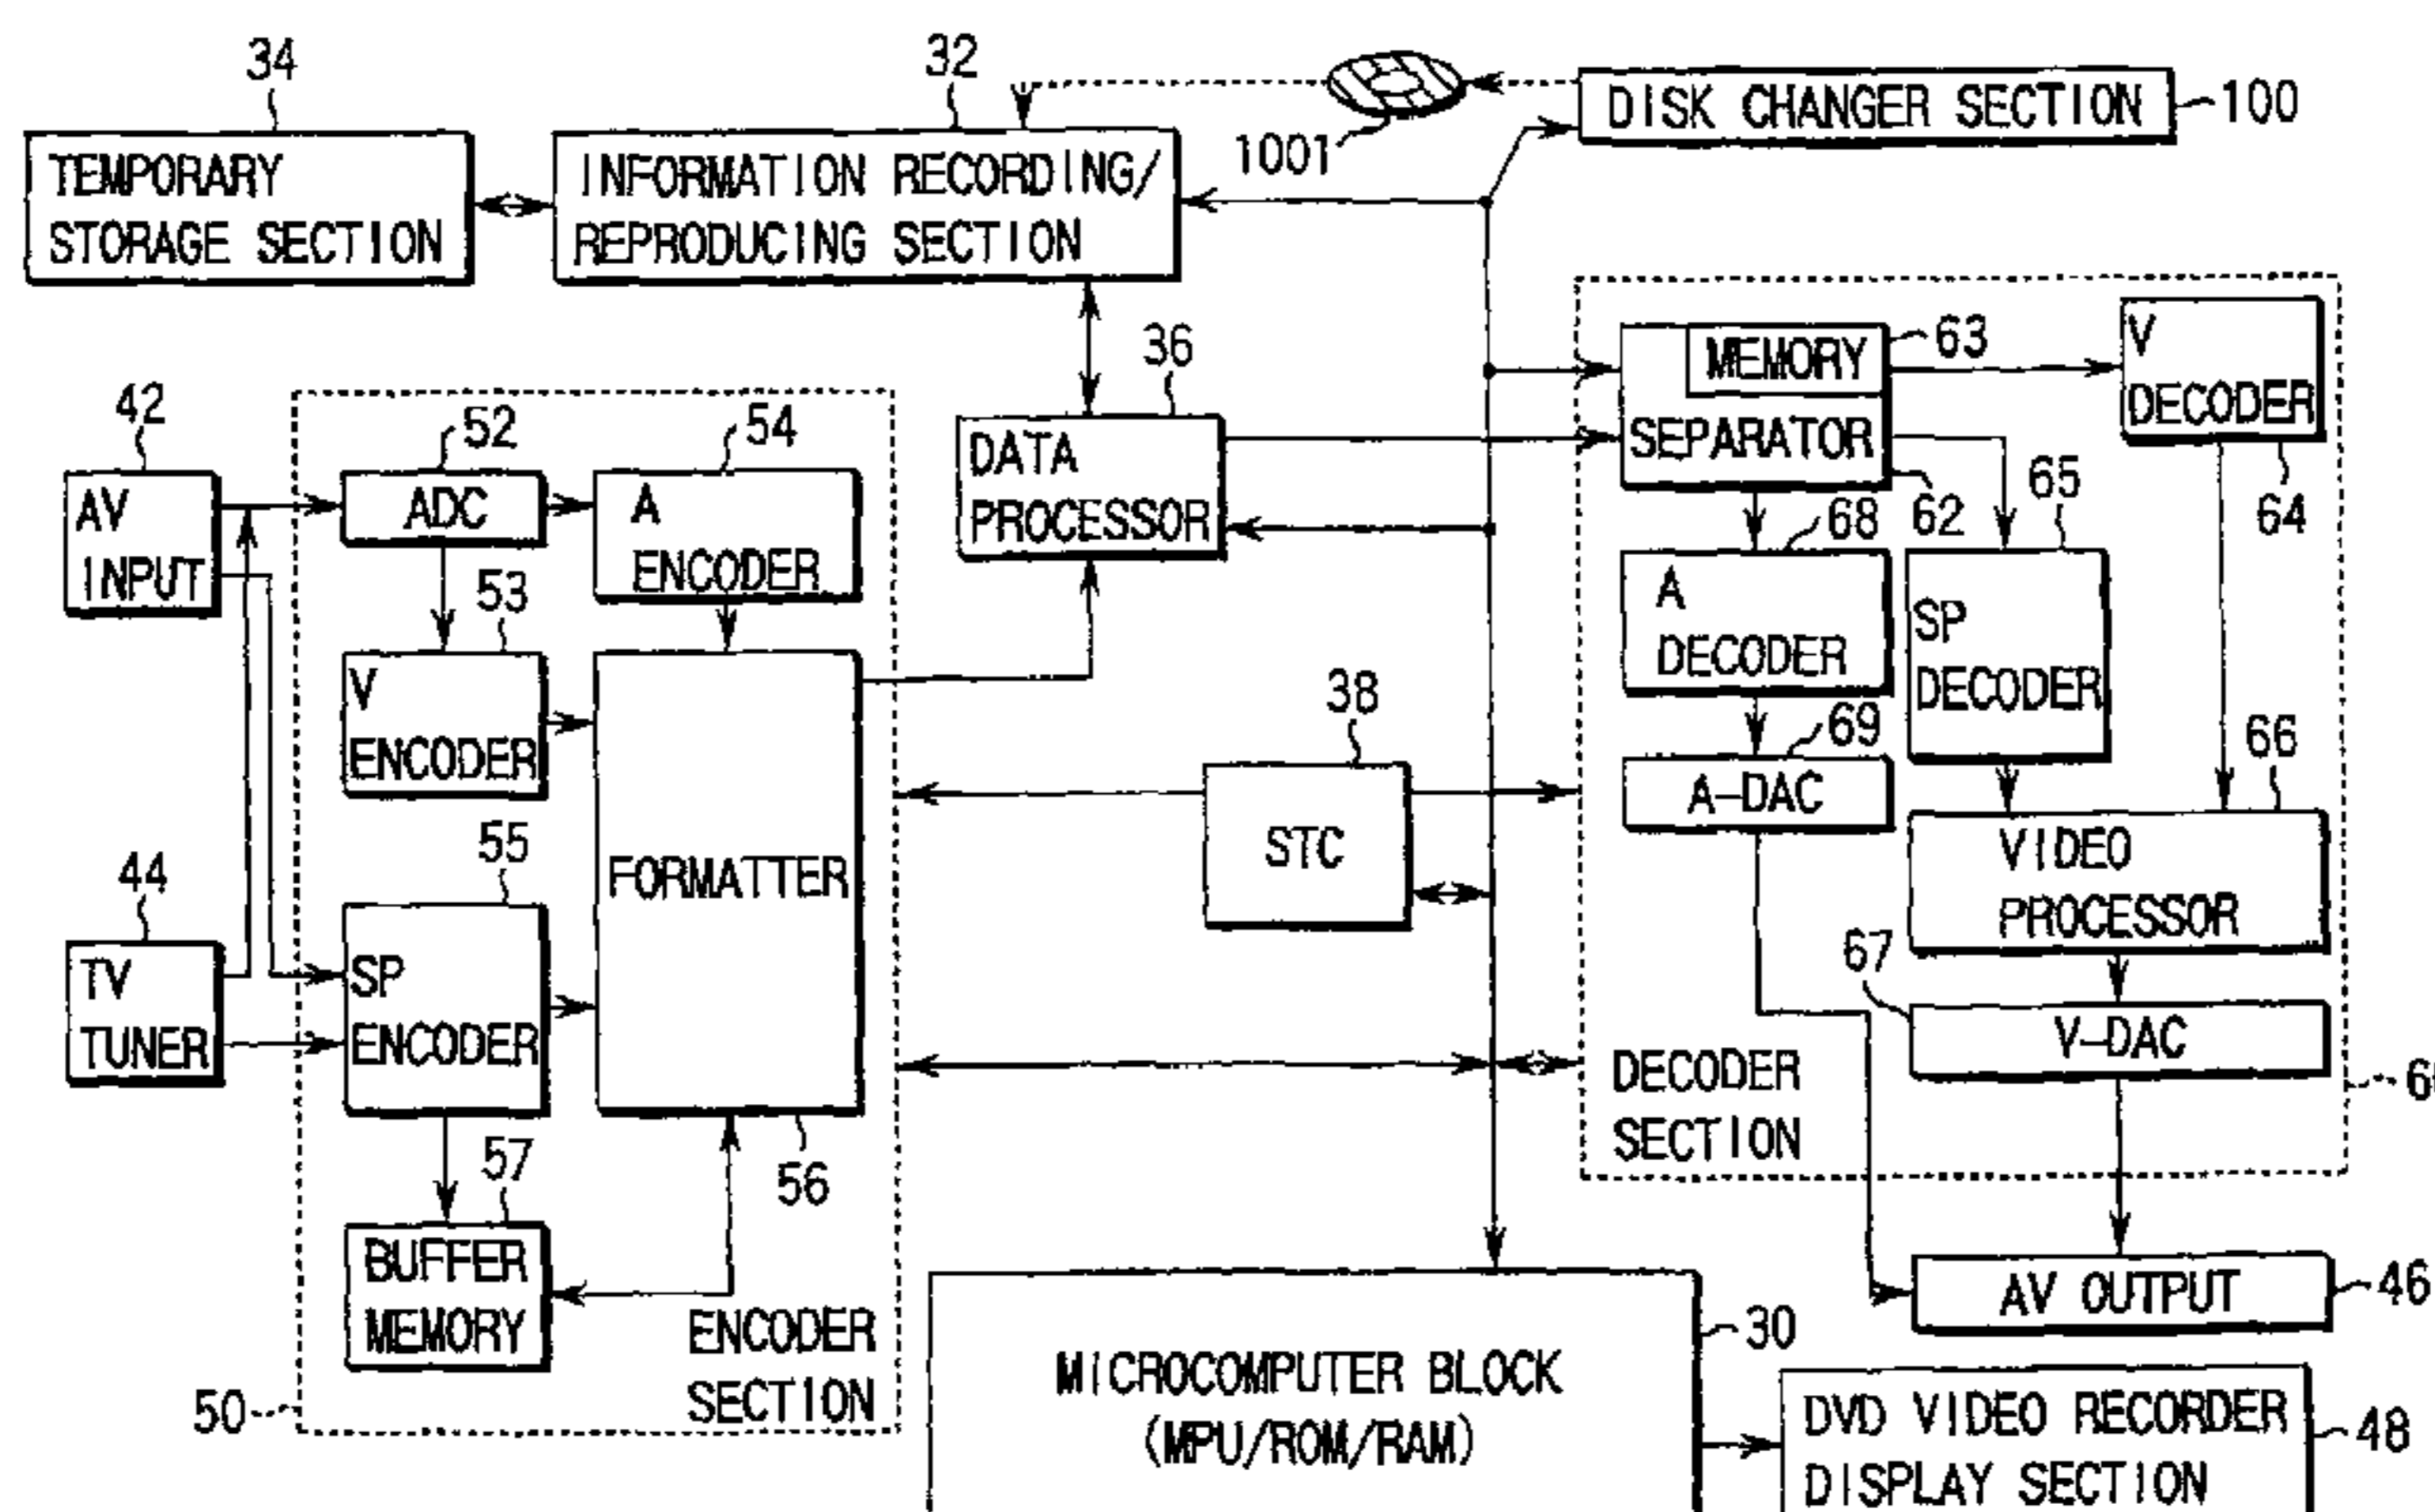 34
32
DISK CHANGER SECTION
100
1001
TEMPORARY
STORAGE SECTION
INFORMATION RECORDING/
REPRODUCING SECTION
36
42
AV
INPUT
44
TV
TUNER
52
ADC
54
A
ENCODER
53
V
ENCODER
55
SP
ENCODER
FORMATTER
56
57
BUFFER
MEMORY
ENCODER
SECTION
50
DATA
PROCESSOR
38
STC
MEMORY
63
SEPARATOR
62
V
DECODER
64
68
A
DECODER
65
SP
DECODER
69
A-DAC
66
VIDEO
PROCESSOR
67
V-DAC
DECODER
SECTION
AV OUTPUT
46
MICROCOMPUTER BLOCK
(MPU/ROM/RAM)
30
DVD VIDEO RECORDER
DISPLAY SECTION
48